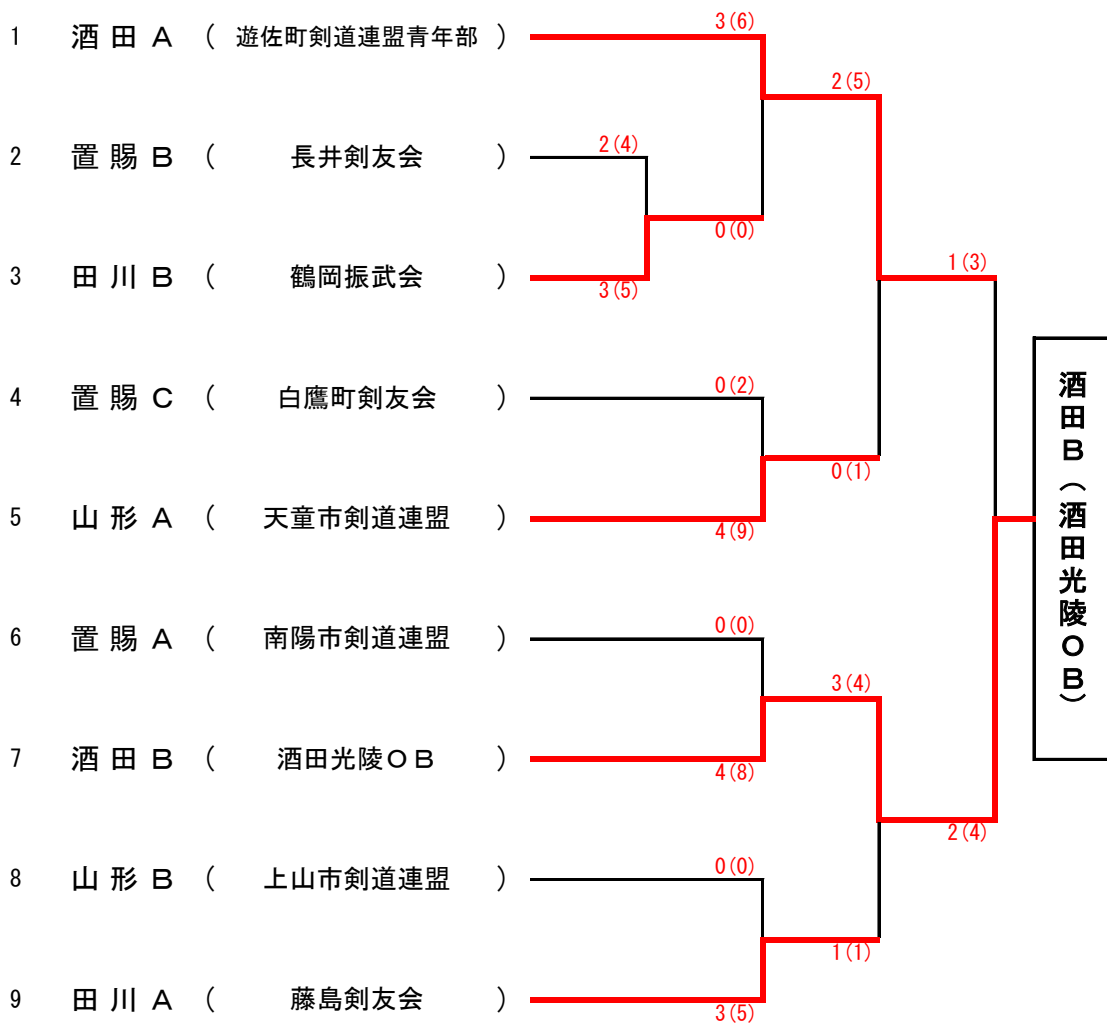 3(6)
1 酒田A ( 遊佐町剣道連盟青年部 )
2(5)
2(4)
2 置賜B ( 長井剣友会 )
0(0)
1(3)
3 田川B ( 鶴岡振武会 )
3(5)
0(2)
4 置賜C ( 白鷹町剣友会 )
0(1)
5 山形A ( 天童市剣道連盟 )
4(9)
酒田B(酒田光陵OB)
0(0)
6 置賜A ( 南陽市剣道連盟 )
3(4)
7 酒田B ( 酒田光陵OB )
4(8)
2(4)
0(0)
8 山形B ( 上山市剣道連盟 )
1(1)
9 田川A ( 藤島剣友会 )
3(5)